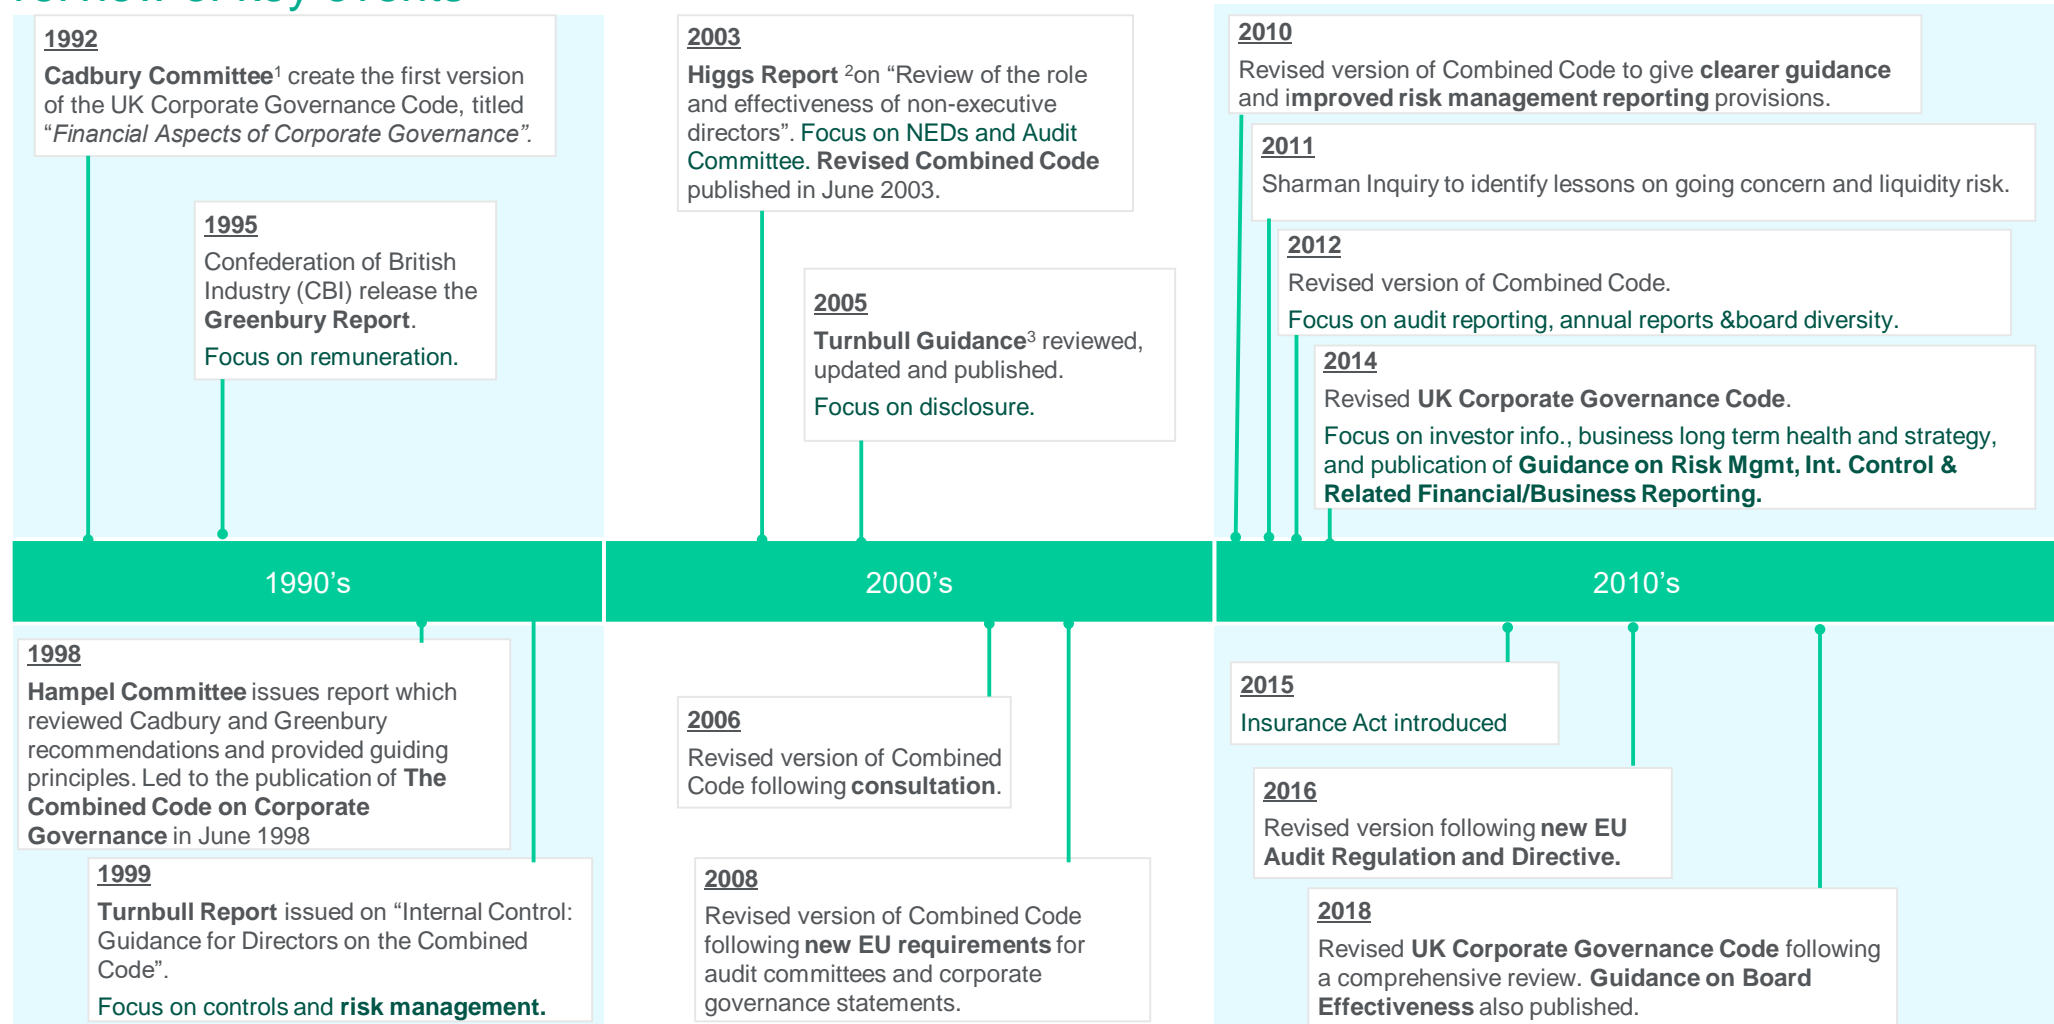 1992
Cadbury Committee¹ create the first version
of the UK Corporate Governance Code, titled
“Financial Aspects of Corporate Governance”.
1995
Confederation of British
Industry (CBI) release the
Greenbury Report.
Focus on remuneration.
2003
Higgs Report ²on “Review of the role
and effectiveness of non-executive
directors”. Focus on NEDs and Audit
Committee. Revised Combined Code
published in June 2003.
2005
Turnbull Guidance³ reviewed,
updated and published.
Focus on disclosure.
2010
Revised version of Combined Code to give clearer guidance
and improved risk management reporting provisions.
2011
Sharman Inquiry to identify lessons on going concern and liquidity risk.
2012
Revised version of Combined Code.
Focus on audit reporting, annual reports &board diversity.
2014
Revised UK Corporate Governance Code.
Focus on investor info., business long term health and strategy,
and publication of Guidance on Risk Mgmt, Int. Control &
Related Financial/Business Reporting.
1990’s
2000’s
2010’s
1998
Hampel Committee issues report which
reviewed Cadbury and Greenbury
recommendations and provided guiding
principles. Led to the publication of The
Combined Code on Corporate
Governance in June 1998
1999
Turnbull Report issued on “Internal Control:
Guidance for Directors on the Combined
Code”.
Focus on controls and risk management.
2006
Revised version of Combined
Code following consultation.
2008
Revised version of Combined Code
following new EU requirements for
audit committees and corporate
governance statements.
2015
Insurance Act introduced
2016
Revised version following new EU
Audit Regulation and Directive.
2018
Revised UK Corporate Governance Code following
a comprehensive review. Guidance on Board
Effectiveness also published.